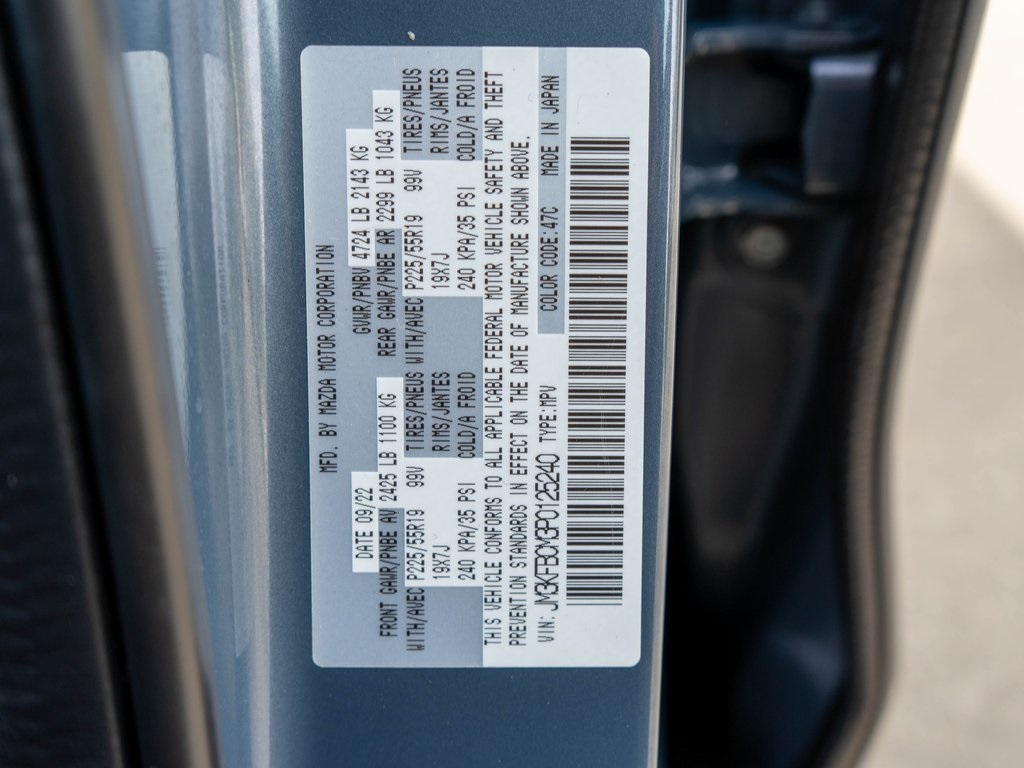 MFD. BY MAZDA MOTOR CORPORATION
DATE 09/22 GVWR/PNBV 4724 LB 2143 KG
FRONT GAWR/PNBE AV 2425 LB 1100 KG REAR GAWR/PNBE AR 2299 LB 1043 KG
WITH/AVEC P225/55R19 99V TIRES/PNEUS WITH/AVEC P225/55R19 99V TIRES/PNEUS
19X7J RIMS/JANTES 19X7J RIMS/JANTES
240 KPA/35 PSI COLD/A FROID 240 KPA/35 PSI COLD/A FROID
THIS VEHICLE CONFORMS TO ALL APPLICABLE FEDERAL MOTOR VEHICLE SAFETY AND THEFT
PREVENTION STANDARDS IN EFFECT ON THE DATE OF MANUFACTURE SHOWN ABOVE.
VIN: JM3KFBCM3P0125240 TYPE:MPV COLOR CODE:47C MADE IN JAPAN